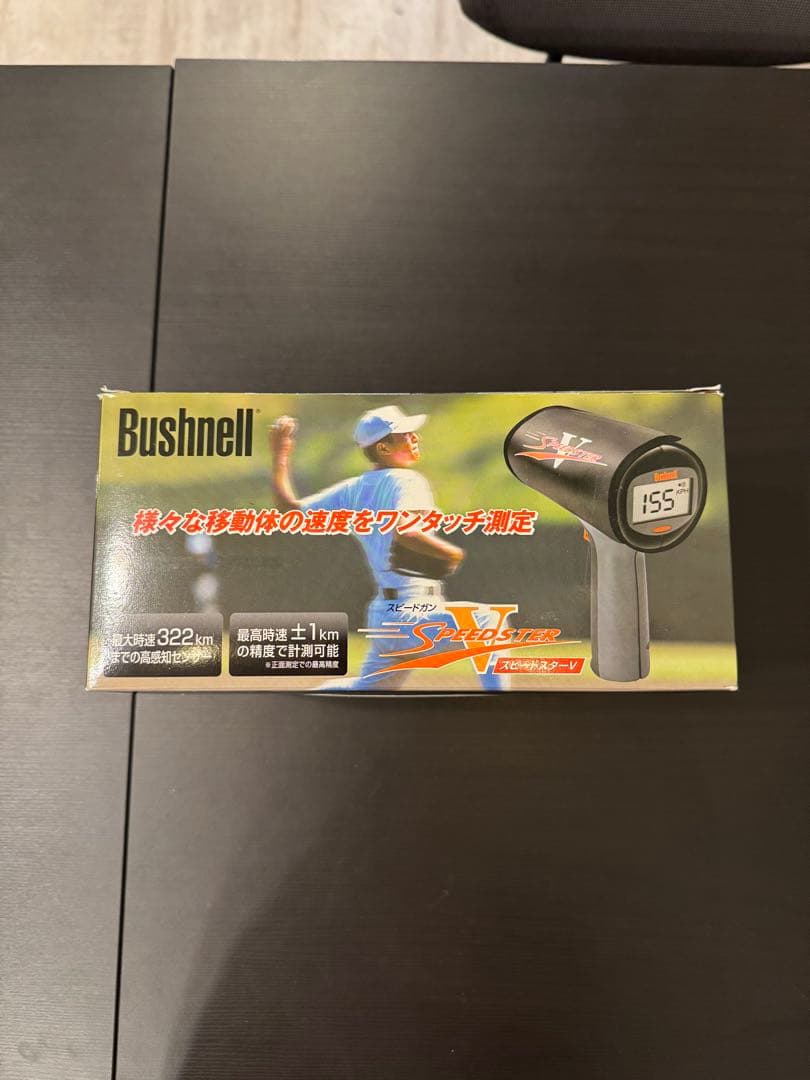 Bushnell®
様々な移動体の速度をワンタッチ測定
SPEEDSTER
V
Bushnell
155
KPH
最大時速322km
までの高感知センサー
最高時速±1km
の精度で計測可能
※正面測定での最高精度
スピードガン
SPEEDSTER
V
スピードスターV